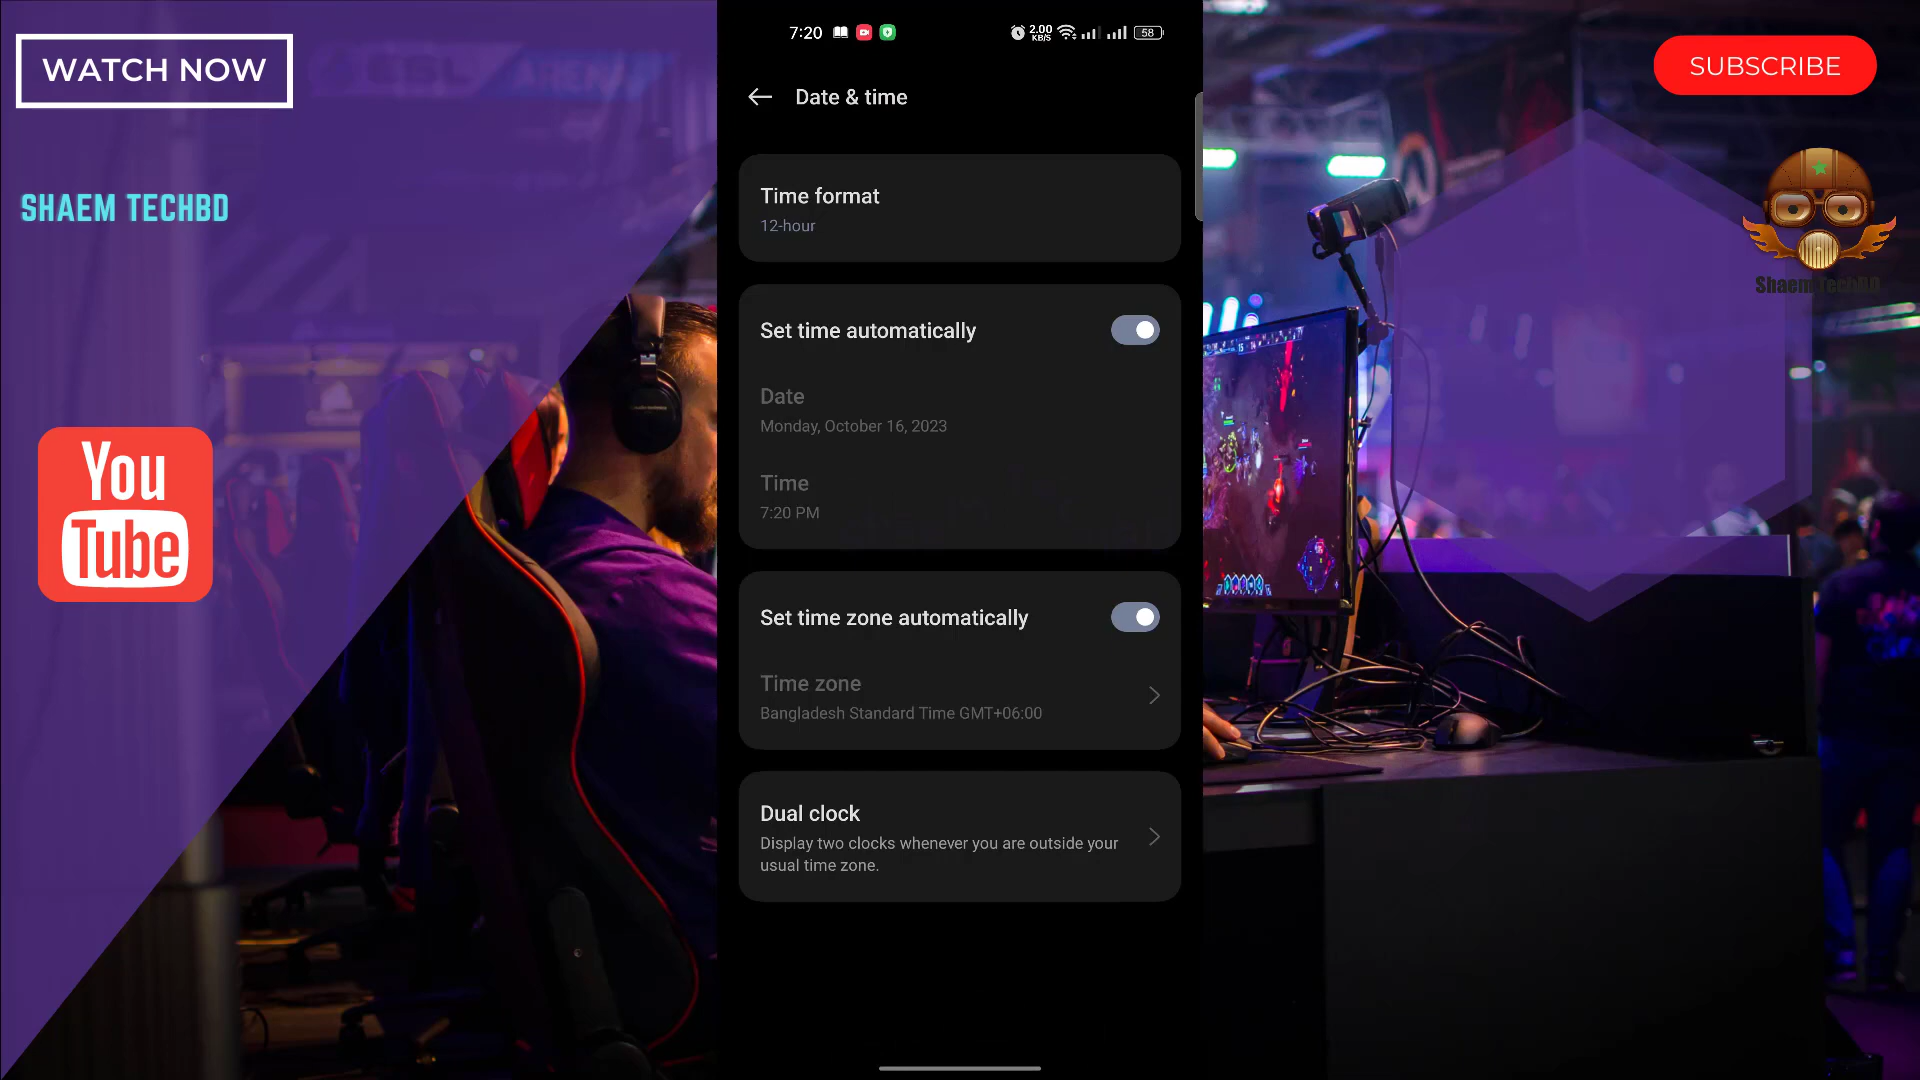 WATCH NOW
SHAEM TECHBD
You
Tube
7:20
2.00
KB/S
58
Date & time
Time format
12-hour
Set time automatically
Date
Monday, October 16, 2023
Time
7:20 PM
Set time zone automatically
Time zone
Bangladesh Standard Time GMT+06:00
Dual clock
Display two clocks whenever you are outside your
usual time zone.
SUBSCRIBE
Shaem TechBD